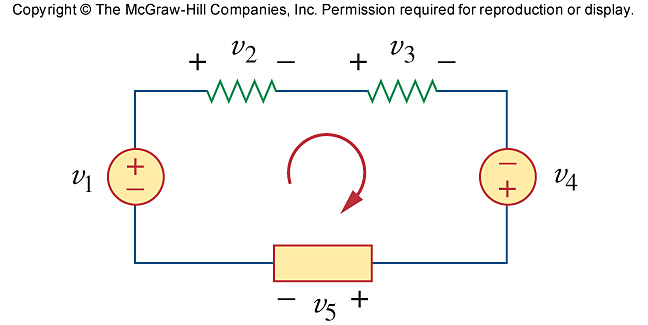 Copyright © The McGraw-Hill Companies, Inc. Permission required for reproduction or display.
+ v2 − + v3 −
v1 + − − + v4
− v5 +